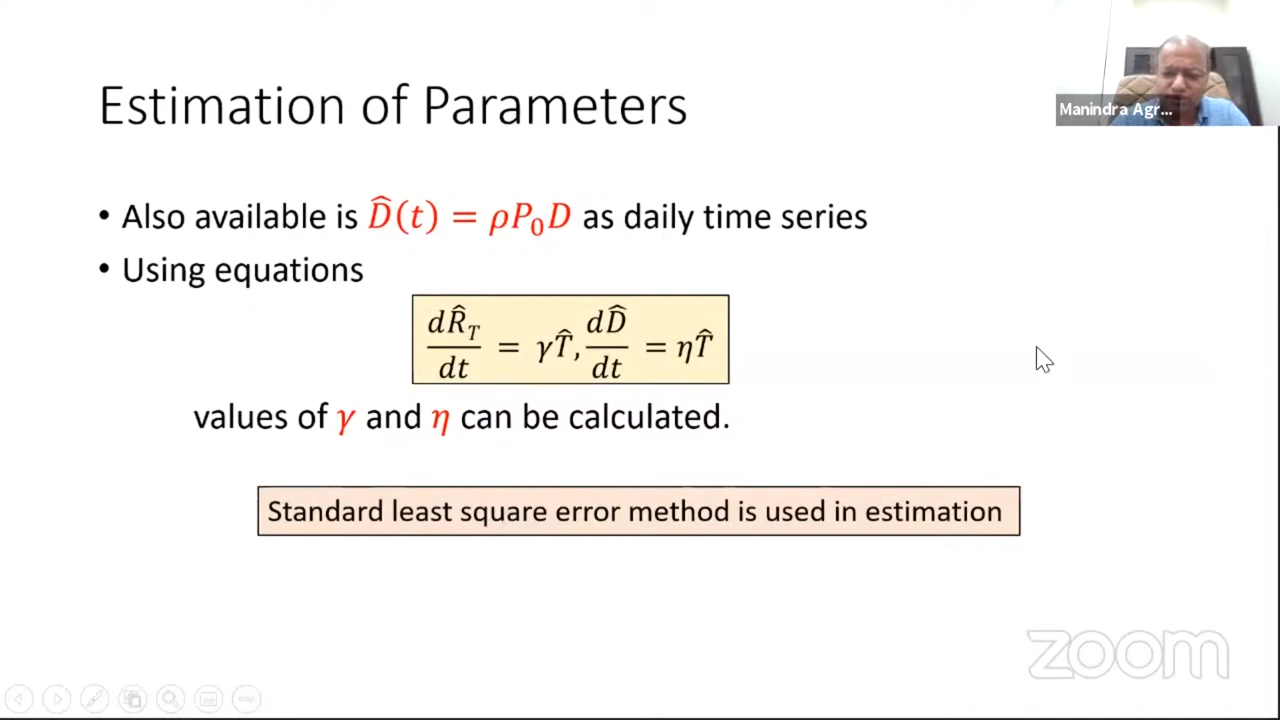 Estimation of Parameters
Manindra Agr...
• Also available is D̂(t) = ρP₀D as daily time series
• Using equations
dR̂_T/dt = γT̂, dD̂/dt = ηT̂
values of γ and η can be calculated.
Standard least square error method is used in estimation
zoom